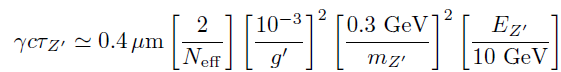 γcτ_{Z′} ≃ 0.4 μm [2/N_eff] [10^{−3}/g′]^2 [0.3 GeV/m_{Z′}]^2 [E_{Z′}/10 GeV]